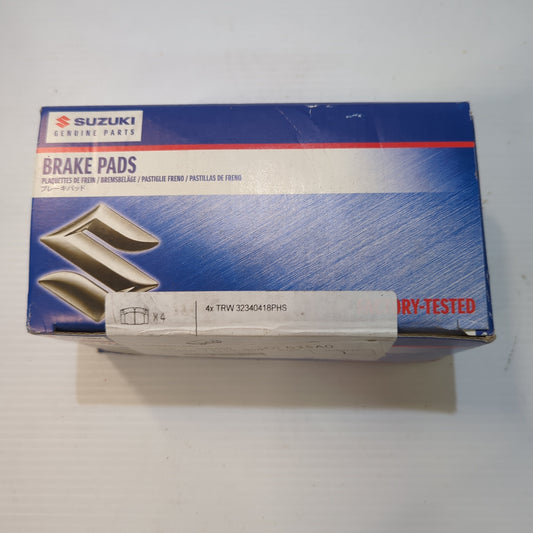 SUZUKI
GENUINE PARTS
BRAKE PADS
PLAQUETTES DE FREIN / BREMSBELÄGE / PASTIGLIE FRENO / PASTILLAS DE FRENO
ブレーキパッド
ORY-TESTED
X4
4x TRW 32340418PHS